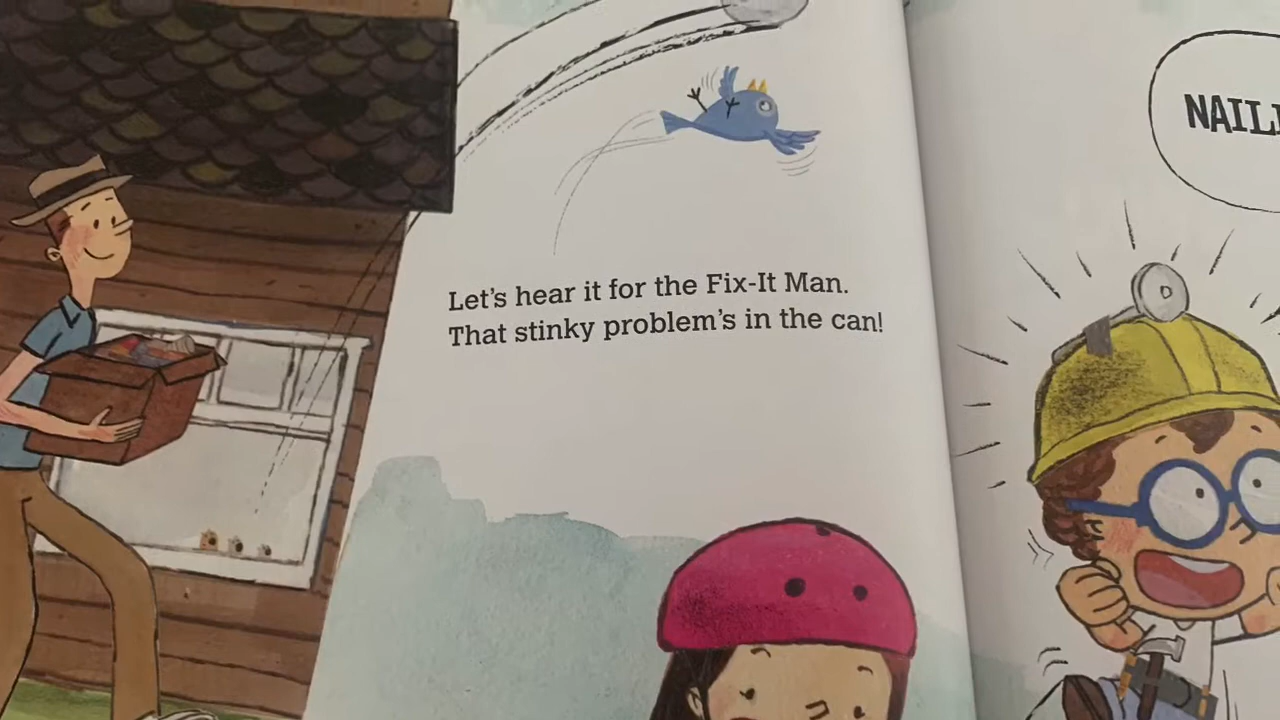 Let's hear it for the Fix-It Man.
That stinky problem's in the can!